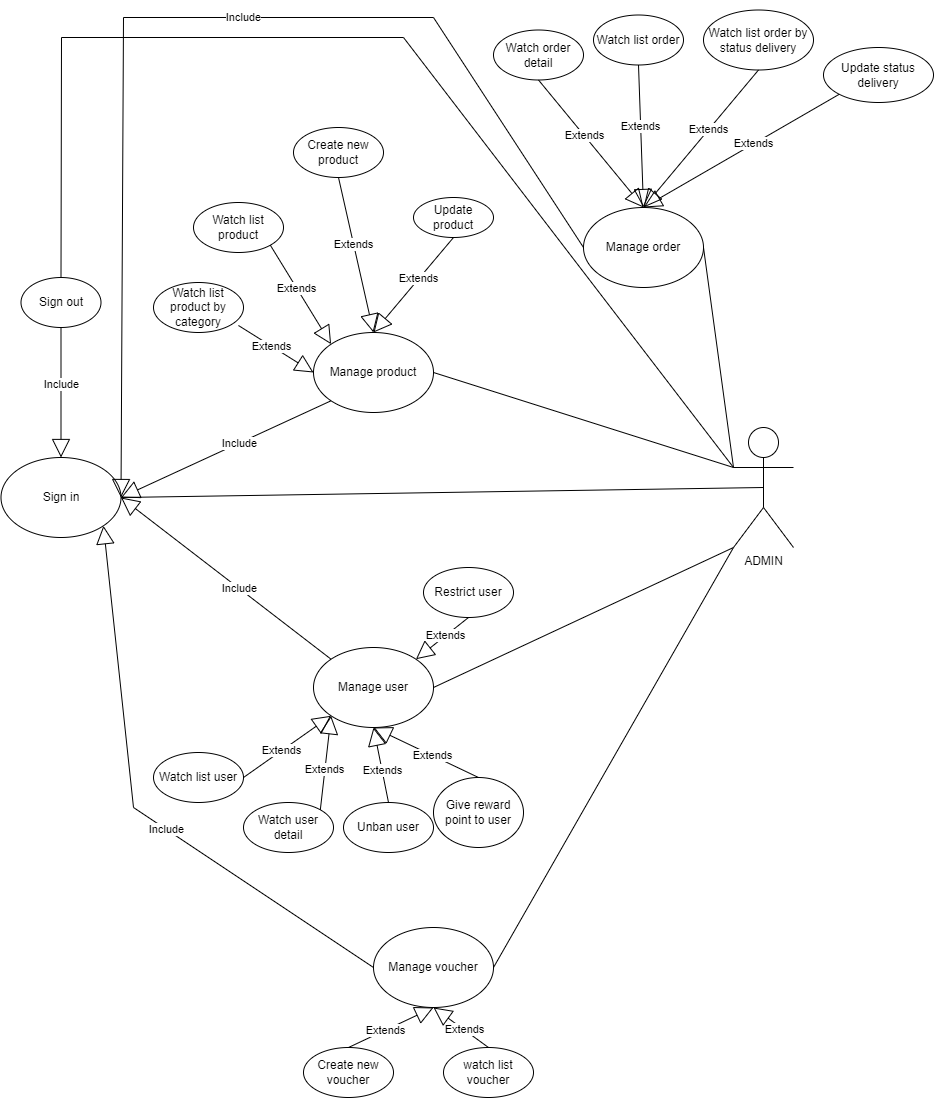 Include
Watch order
detail
Watch list order
Watch list order by
status delivery
Update status
delivery
Extends
Extends
Extends
Extends
Create new
product
Watch list
product
Update
product
Extends
Extends
Extends
Manage order
Sign out
Watch list
product by
category
Extends
Manage product
Include
Include
Sign in
ADMIN
Include
Restrict user
Extends
Manage user
Extends
Extends
Extends
Extends
Watch list user
Watch user
detail
Unban user
Give reward
point to user
Include
Manage voucher
Extends
Extends
Create new
voucher
watch list
voucher